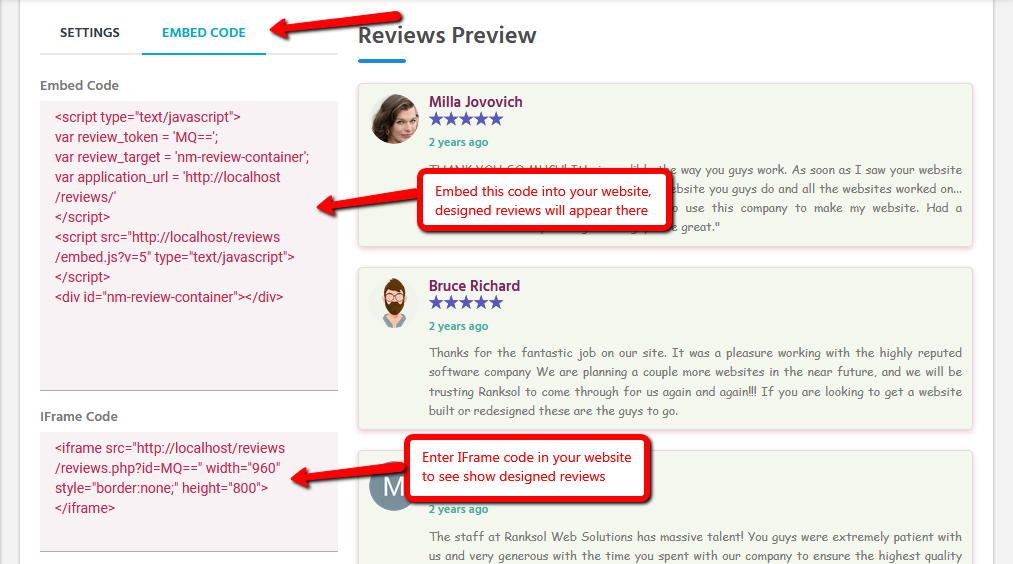 SETTINGS
EMBED CODE
Embed Code
<script type="text/javascript">
var review_token = 'MQ==';
var review_target = 'nm-review-container';
var application_url = 'http://localhost
/reviews/'
</script>
<script src="http://localhost/reviews
/embed.js?v=5" type="text/javascript">
</script>
<div id="nm-review-container"></div>
IFrame Code
<iframe src="http://localhost/reviews
/reviews.php?id=MQ==" width="960"
style="border:none;" height="800">
</iframe>
Reviews Preview
Milla Jovovich
2 years ago
the way you guys work. As soon as I saw your website
you guys do and all the websites worked on...
to use this company to make my website. Had a
great."
Embed this code into your website,
designed reviews will appear there
Bruce Richard
2 years ago
Thanks for the fantastic job on our site. It was a pleasure working with the highly reputed
software company We are planning a couple more websites in the near future, and we will be
trusting Ranksol to come through for us again and again!!! If you are looking to get a website
built or redesigned these are the guys to go.
Enter IFrame code in your website
to see show designed reviews
M
2 years ago
The staff at Ranksol Web Solutions has massive talent! You guys were extremely patient with
us and very generous with the time you spent with our company to ensure the highest quality